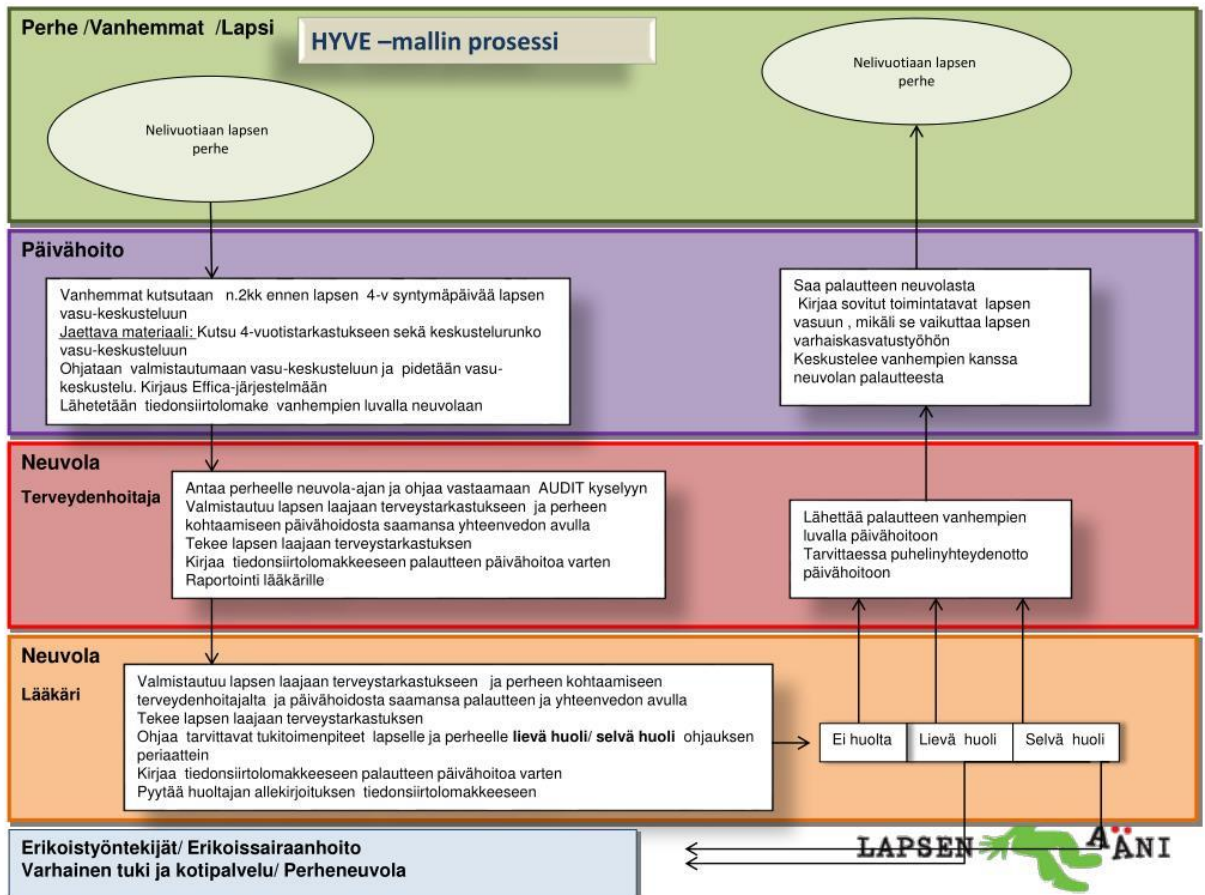 Perhe /Vanhemmat /Lapsi
HYVE –mallin prosessi
Nelivuotiaan lapsen
perhe
Nelivuotiaan lapsen
perhe
Päivähoito
Vanhemmat kutsutaan n.2kk ennen lapsen 4-v syntymäpäivää lapsen
vasu-keskusteluun
Jaettava materiaali: Kutsu 4-vuotistarkastukseen sekä keskustelurunko
vasu-keskusteluun
Ohjataan valmistautumaan vasu-keskusteluun ja pidetään vasu-
keskustelu. Kirjaus Effica-järjestelmään
Lähetetään tiedonsiirtolomake vanhempien luvalla neuvolaan
Saa palautteen neuvolasta
Kirjaa sovitut toimintatavat lapsen
vasuun , mikäli se vaikuttaa lapsen
varhaiskasvatustyöhön
Keskustelee vanhempien kanssa
neuvolan palautteesta
Neuvola
Terveydenhoitaja
Antaa perheelle neuvola-ajan ja ohjaa vastaamaan AUDIT kyselyyn
Valmistautuu lapsen laajaan terveystarkastukseen ja perheen
kohtaamiseen päivähoidosta saamansa yhteenvedon avulla
Tekee lapsen laajaan terveystarkastuksen
Kirjaa tiedonsiirtolomakkeeseen palautteen päivähoitoa varten
Raportointi lääkärille
Lähettää palautteen vanhempien
luvalla päivähoitoon
Tarvittaessa puhelinyhteydenotto
päivähoitoon
Neuvola
Lääkäri
Valmistautuu lapsen laajaan terveystarkastukseen ja perheen kohtaamiseen
terveydenhoitajalta ja päivähoidosta saamansa palautteen ja yhteenvedon avulla
Tekee lapsen laajaan terveystarkastuksen
Ohjaa tarvittavat tukitoimenpiteet lapselle ja perheelle lievä huoli/ selvä huoli ohjauksen
periaattein
Kirjaa tiedonsiirtolomakkeeseen palautteen päivähoitoa varten
Pyytää huoltajan allekirjoituksen tiedonsiirtolomakkeeseen
Ei huolta
Lievä huoli
Selvä huoli
Erikoistyöntekijät/ Erikoissairaanhoito
Varhainen tuki ja kotipalvelu/ Perheneuvola
LAPSEN ÄÄNI